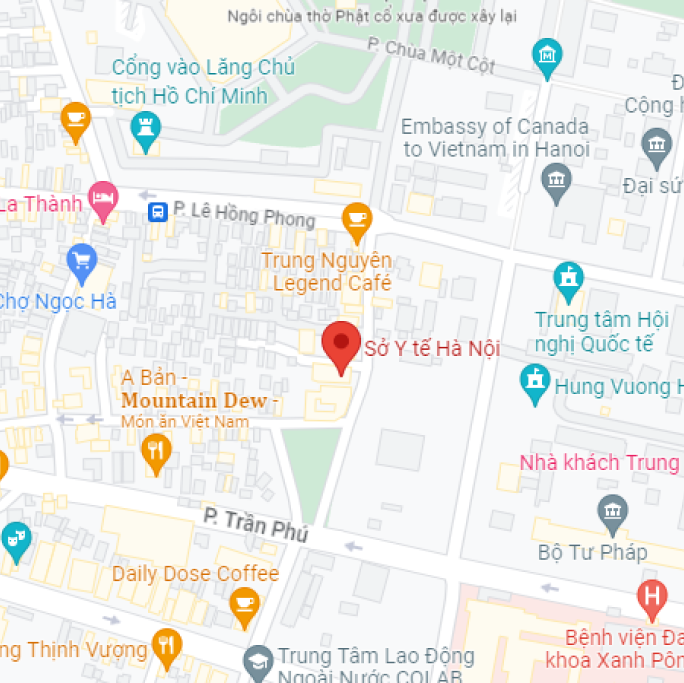 Ngôi chùa thờ Phật cổ xưa được xây lại
P. Chùa Một Cột
Cổng vào Lăng Chủ
tịch Hồ Chí Minh
Công
Embassy of Canada
to Vietnam in Hanoi
Đại sứ
La Thành
P. Lê Hồng Phong
Trung Nguyên
Legend Café
Chợ Ngọc Hà
Trung tâm Hội
nghị Quốc tế
Sở Y tế Hà Nội
A Bản -
Mountain Dew -
Món ăn Việt Nam
Hung Vuong H
Nhà khách Trung
P. Trần Phú
Bộ Tư Pháp
Daily Dose Coffee
H
Bệnh viện Đa
khoa Xanh Pôn
ng Thịnh Vượng
Trung Tâm Lao Động
Ngoài Nước COLAB